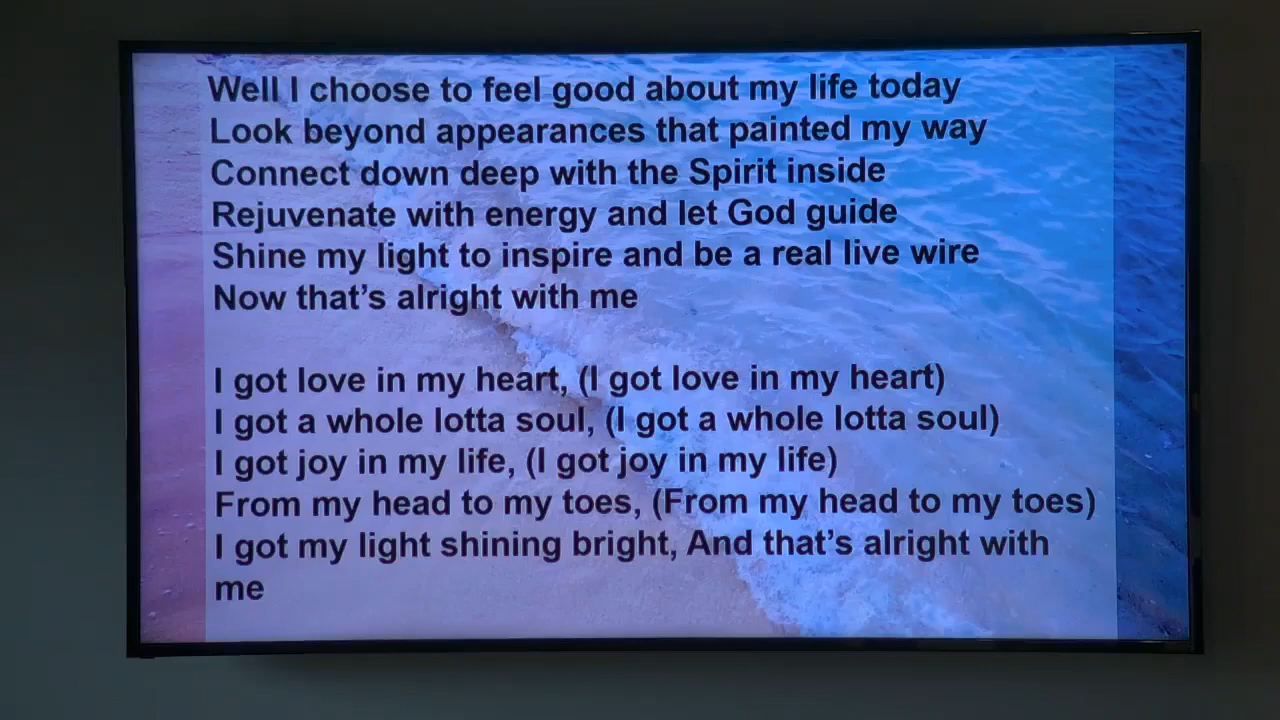 Well I choose to feel good about my life today
Look beyond appearances that painted my way
Connect down deep with the Spirit inside
Rejuvenate with energy and let God guide
Shine my light to inspire and be a real live wire
Now that’s alright with me
I got love in my heart, (I got love in my heart)
I got a whole lotta soul, (I got a whole lotta soul)
I got joy in my life, (I got joy in my life)
From my head to my toes, (From my head to my toes)
I got my light shining bright, And that’s alright with
me